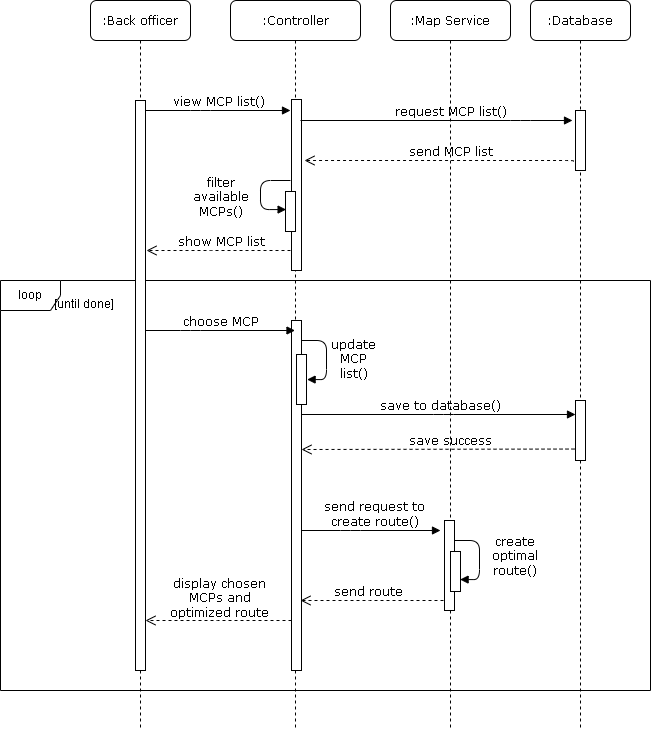 :Back officer
:Controller
:Map Service
:Database
view MCP list()
request MCP list()
send MCP list
filter
available
MCPs()
show MCP list
loop
[until done]
choose MCP
update
MCP
list()
save to database()
save success
send request to
create route()
create
optimal
route()
display chosen
MCPs and
optimized route
send route